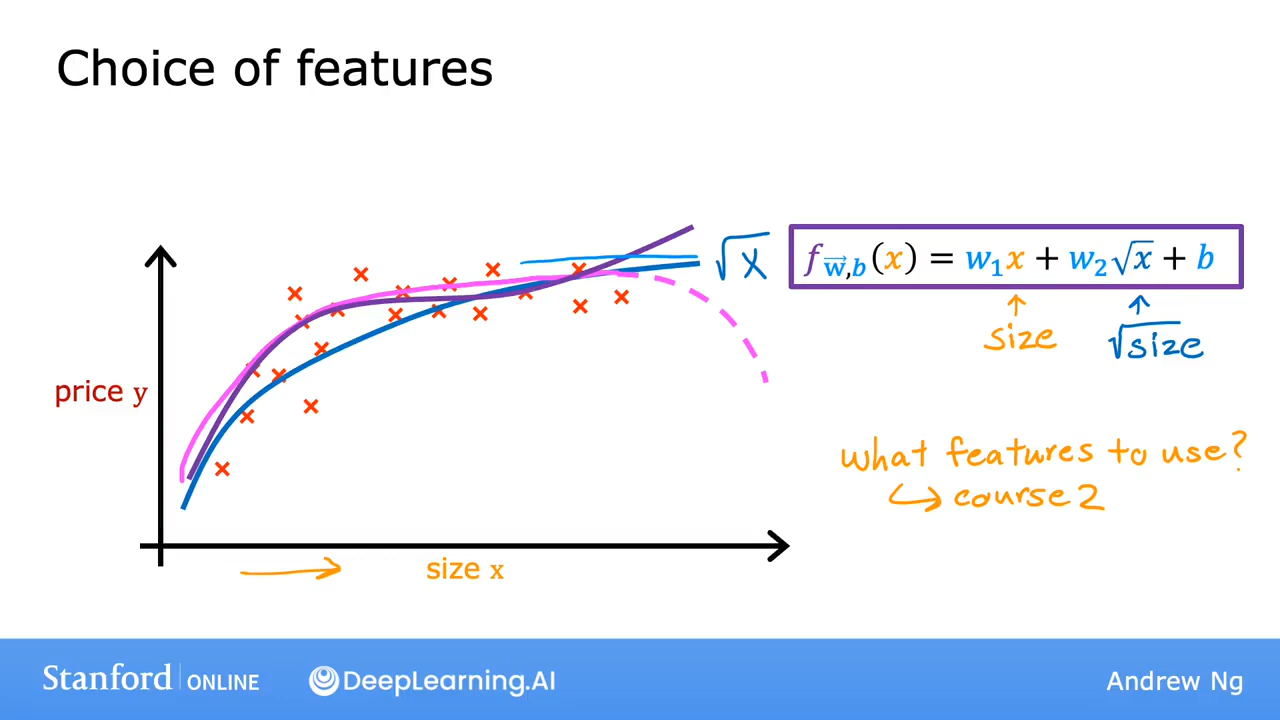 Choice of features
√x
f w⃗,b (x) = w₁x + w₂√x + b
size
√size
price y
what features to use?
↳ course 2
size x
Stanford ONLINE
DeepLearning.AI
Andrew Ng